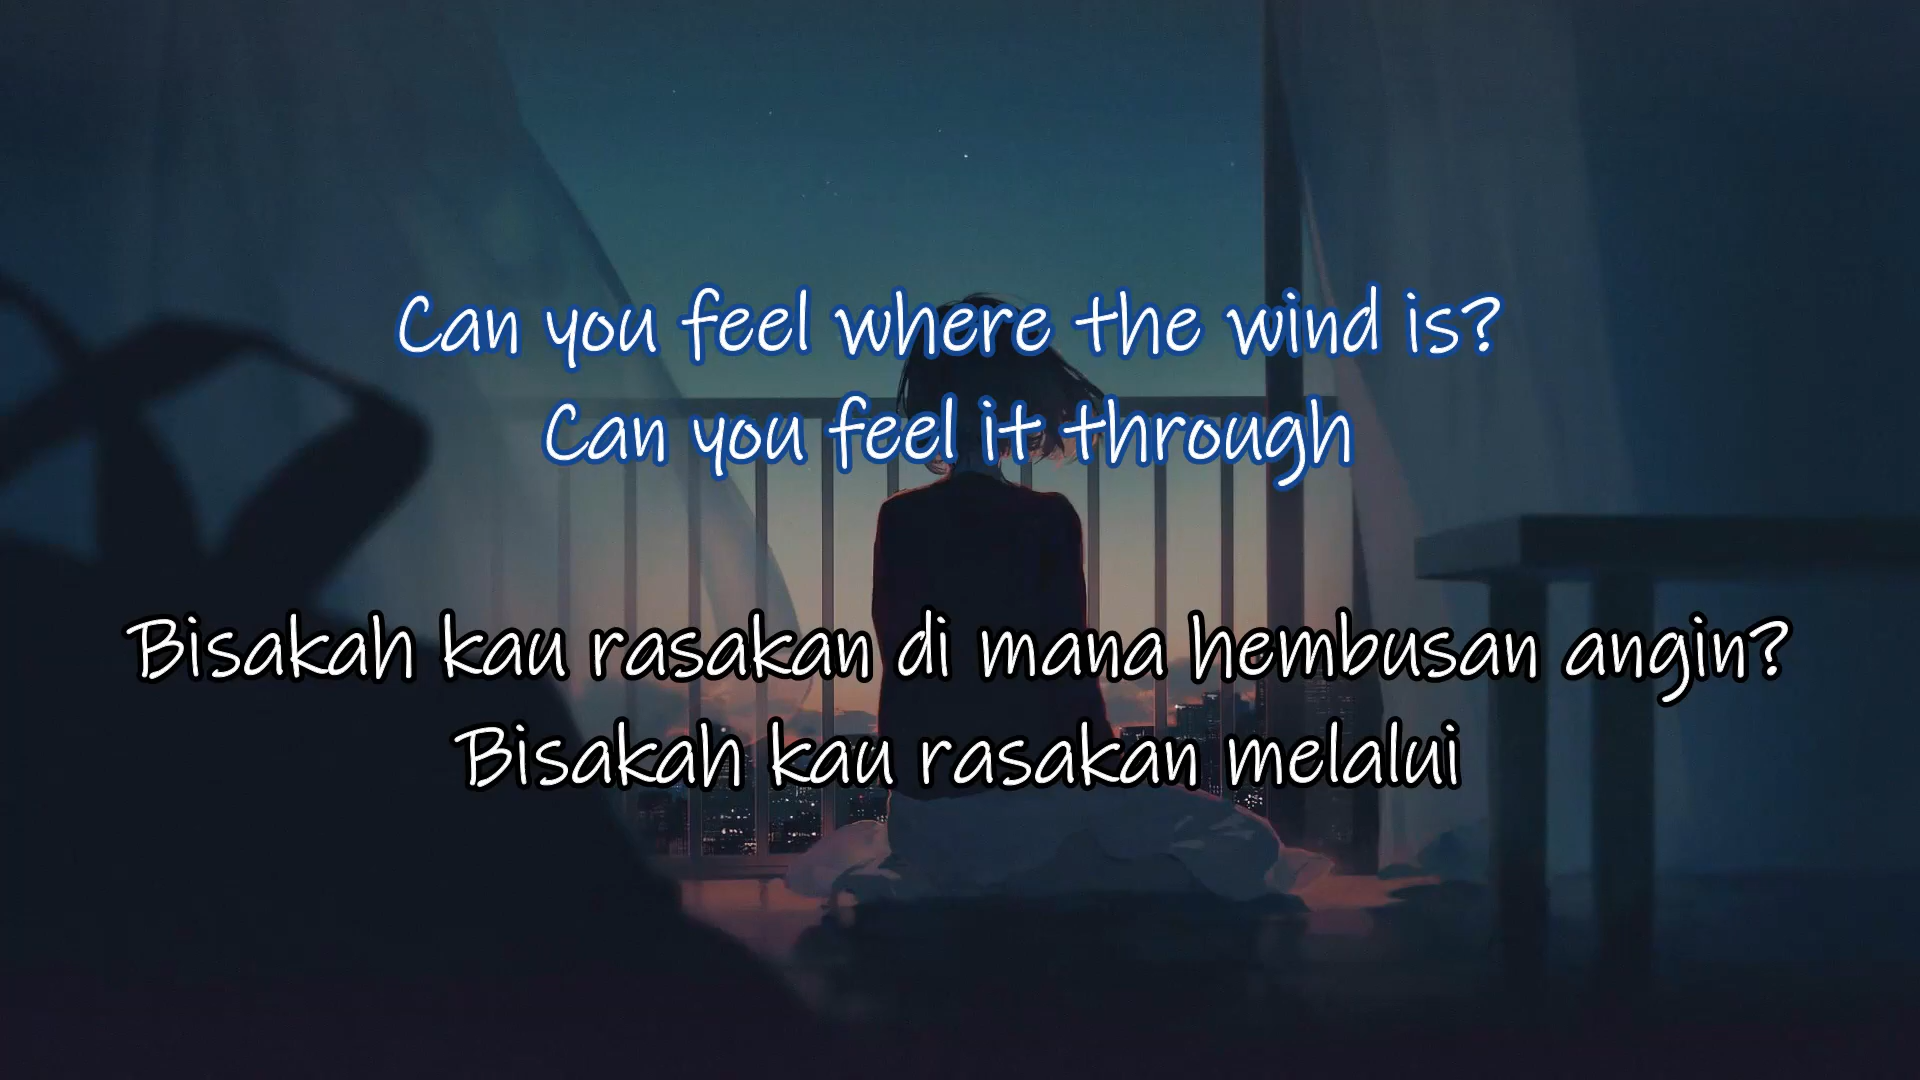 Can you feel where the wind is?
Can you feel it through
Bisakah kau rasakan di mana hembusan angin?
Bisakah kau rasakan melalui